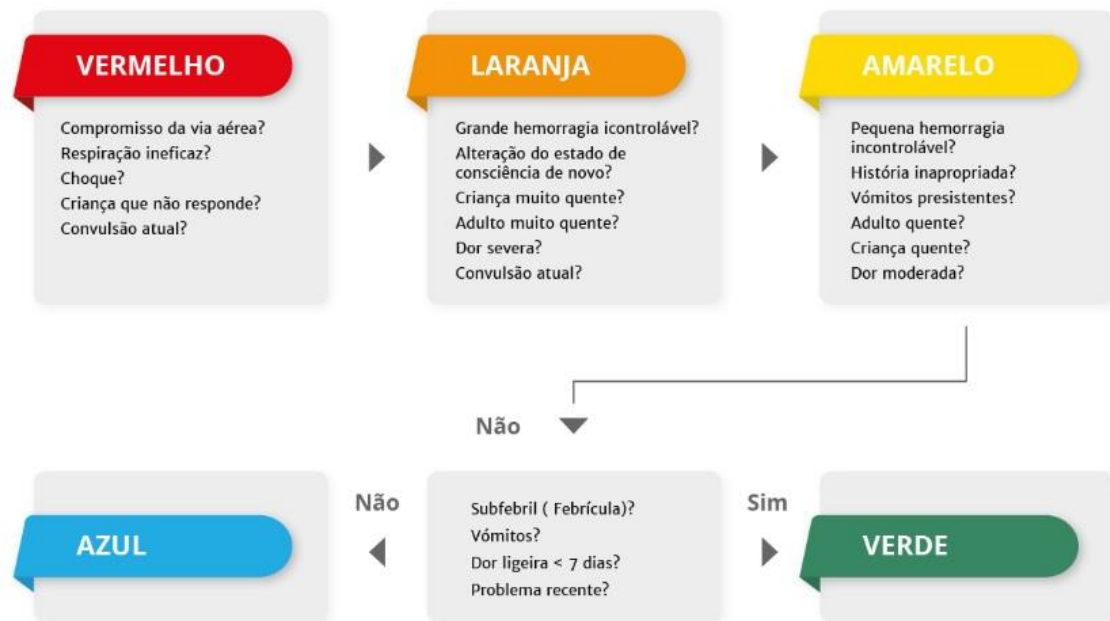 VERMELHO
Compromisso da via aérea?
Respiração ineficaz?
Choque?
Criança que não responde?
Convulsão atual?
LARANJA
Grande hemorragia icontrolável?
Alteração do estado de
consciência de novo?
Criança muito quente?
Adulto muito quente?
Dor severa?
Convulsão atual?
AMARELO
Pequena hemorragia
incontrolável?
História inapropriada?
Vómitos presistentes?
Adulto quente?
Criança quente?
Dor moderada?
Não
AZUL
Não
Subfebril ( Febrícula)?
Vómitos?
Dor ligeira < 7 dias?
Problema recente?
Sim
VERDE